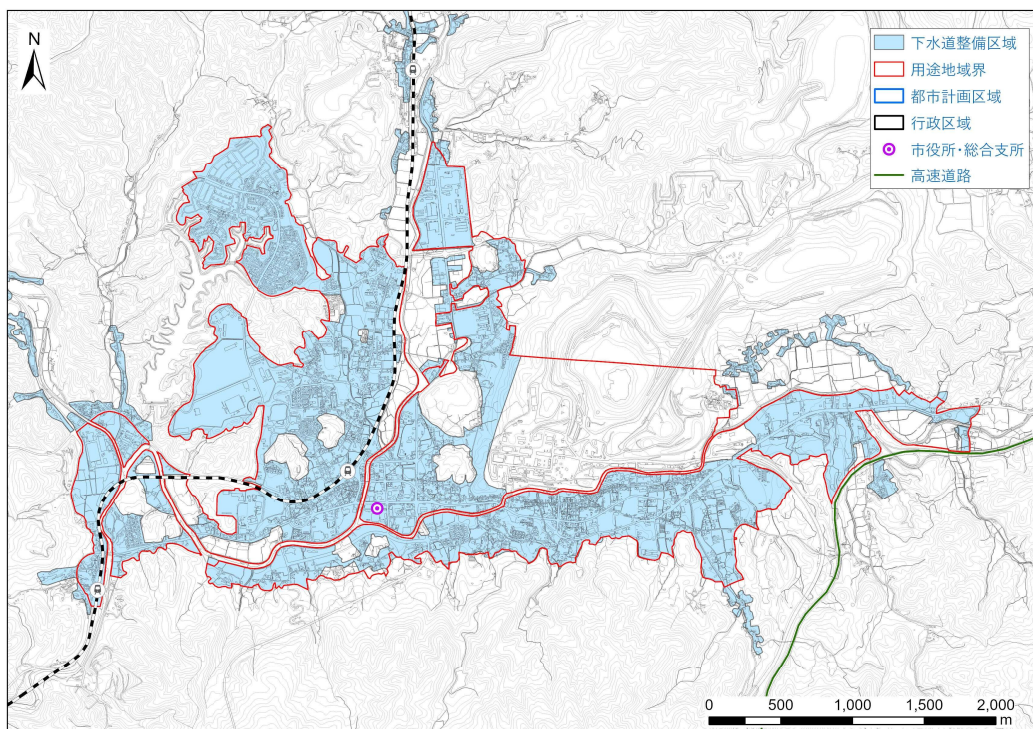 N
下水道整備区域
用途地域界
都市計画区域
行政区域
市役所・総合支所
高速道路
0 500 1,000 1,500 2,000
m